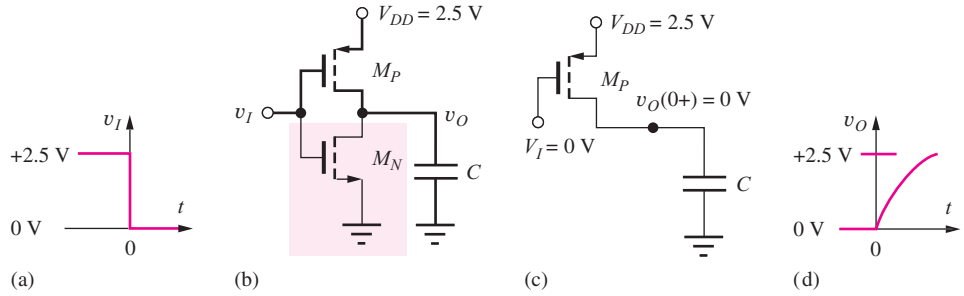 v_I
+2.5 V
0 V
t
0
(a)
V_DD = 2.5 V
M_P
v_I
v_O
M_N
C
(b)
V_DD = 2.5 V
M_P
v_O(0+) = 0 V
V_I = 0 V
C
(c)
v_O
+2.5 V
0 V
t
0
(d)